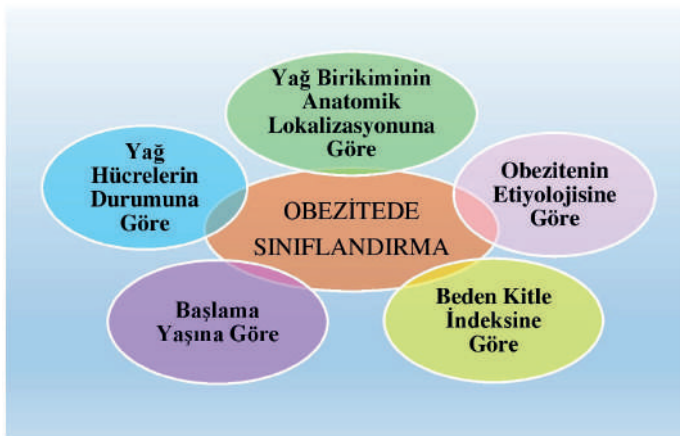 Yağ Birikiminin
Anatomik
Lokalizasyonuna
Göre
Yağ
Hücrelerin
Durumuna
Göre
Obezitenin
Etiyolojisine
Göre
OBEZİTEDE
SINIFLANDIRMA
Başlama
Yaşına Göre
Beden Kitle
İndeksine
Göre